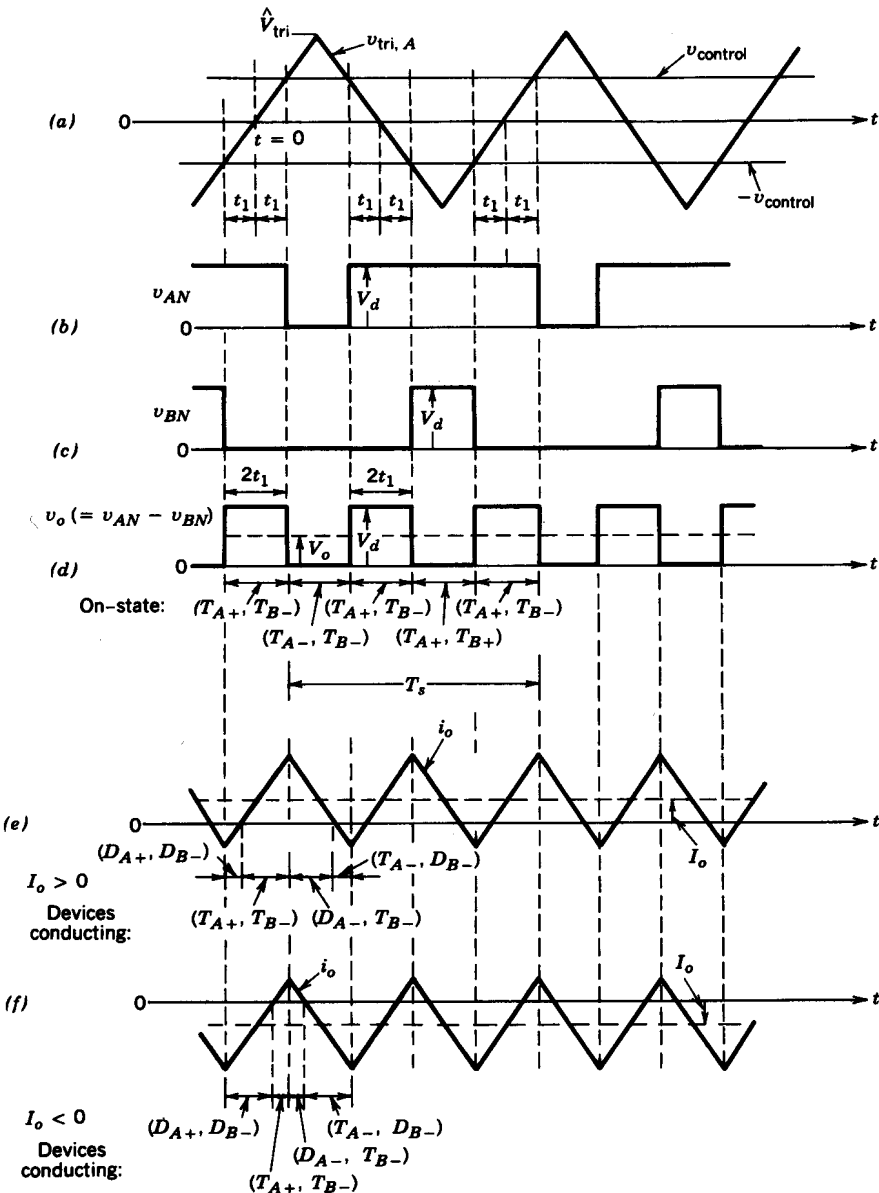 V̂tri
vtri, A
vcontrol
(a) 0 t
t = 0
−vcontrol
t1 t1 t1 t1 t1 t1
vAN
Vd
(b) 0 t
vBN
Vd
(c) 0 t
2t1 2t1
vo (= vAN − vBN)
Vo Vd
(d) 0 t
On-state: (TA+, TB−) (TA+, TB−) (TA+, TB−)
(TA−, TB−) (TA+, TB+)
Ts
io
(e) 0 t
Io
(DA+, DB−) (TA−, DB−)
Io > 0
Devices
conducting:
(TA+, TB−) (DA−, TB−)
io Io
(f) 0 t
Io < 0
Devices
conducting:
(DA+, DB−) (TA−, DB−)
(DA−, TB−)
(TA+, TB−)